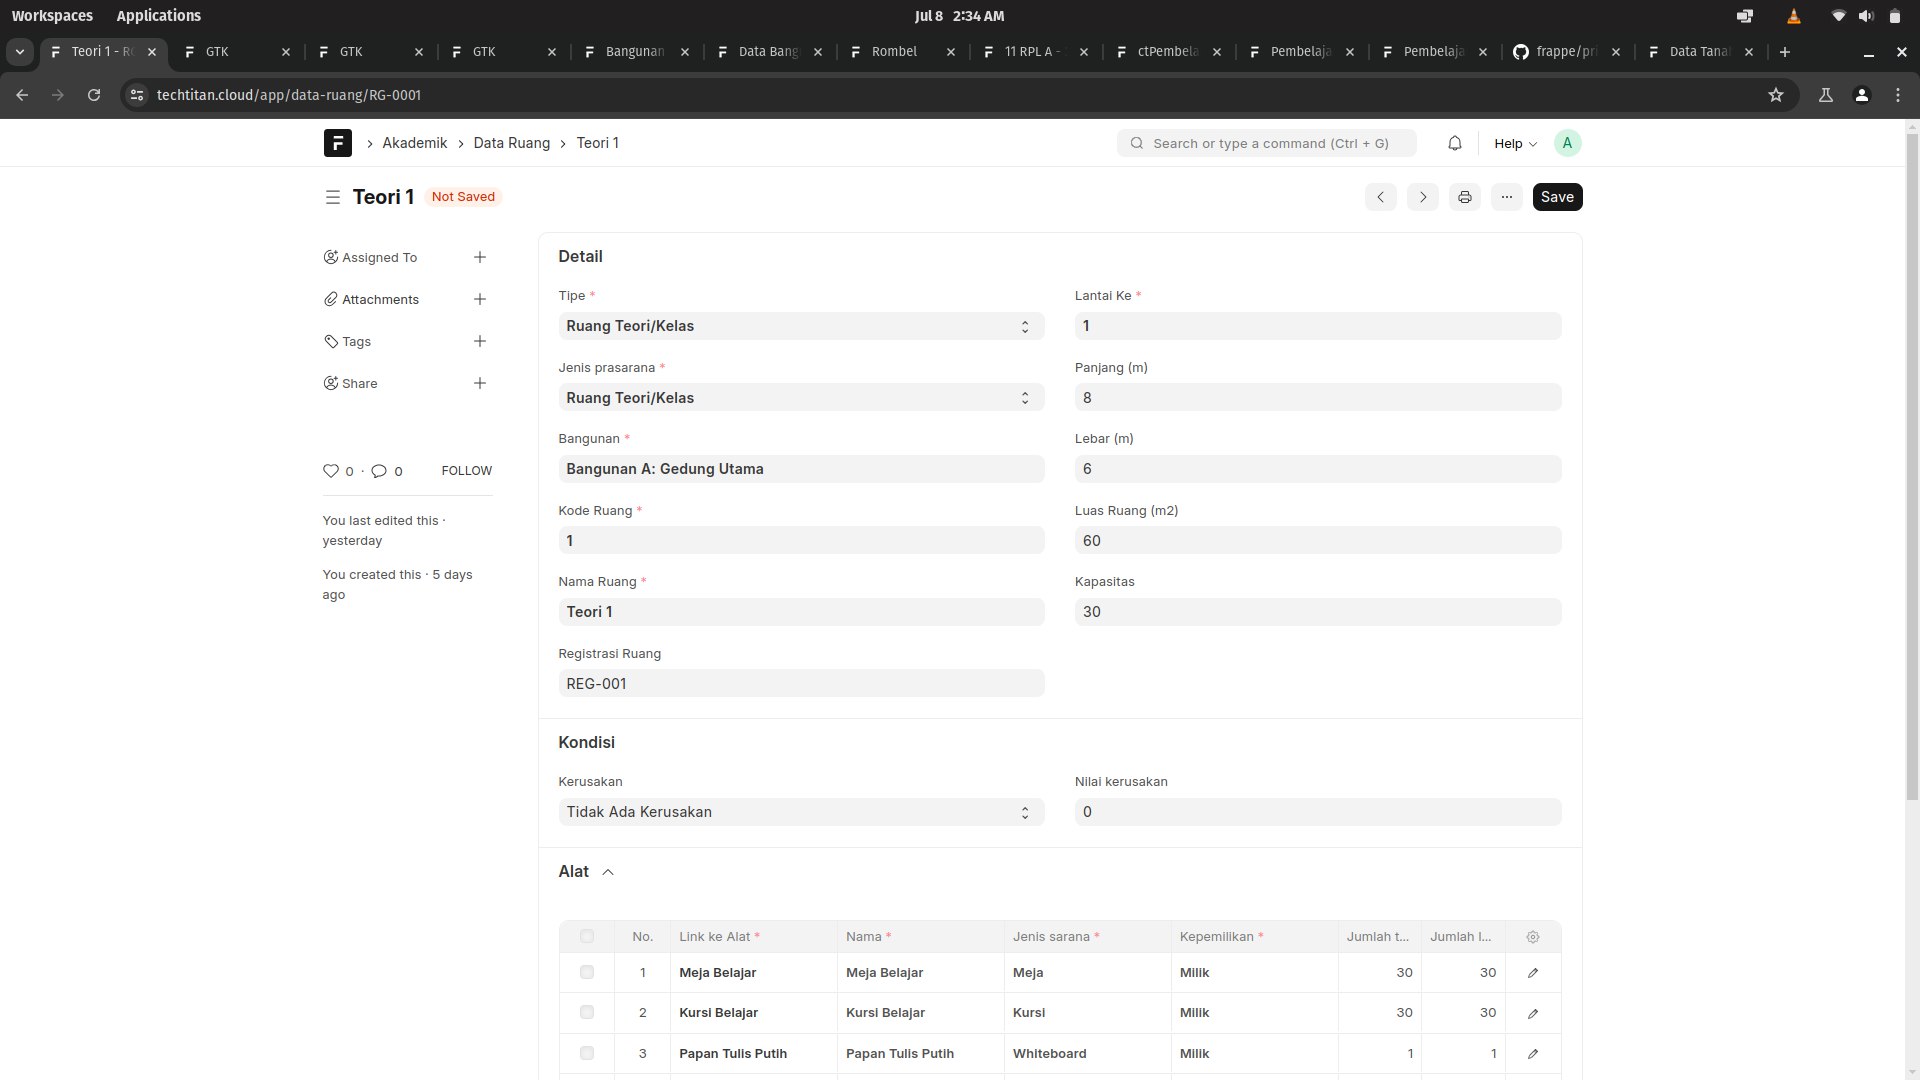 Workspaces Applications Jul 8 2:34 AM
Teori 1 - R GTK GTK GTK Bangunan Data Bang Rombel 11 RPL A - ctPembela Pembelaja Pembelaja frappe/pri Data Tana
techtitan.cloud/app/data-ruang/RG-0001
Akademik Data Ruang Teori 1 Search or type a command (Ctrl + G) Help A
Teori 1 Not Saved Save
Assigned To
Attachments
Tags
Share
0 · 0 FOLLOW
You last edited this ·
yesterday
You created this · 5 days
ago
Detail
Tipe *
Ruang Teori/Kelas
Lantai Ke *
1
Jenis prasarana *
Ruang Teori/Kelas
Panjang (m)
8
Bangunan *
Bangunan A: Gedung Utama
Lebar (m)
6
Kode Ruang *
1
Luas Ruang (m2)
60
Nama Ruang *
Teori 1
Kapasitas
30
Registrasi Ruang
REG-001
Kondisi
Kerusakan
Tidak Ada Kerusakan
Nilai kerusakan
0
Alat
No. Link ke Alat * Nama * Jenis sarana * Kepemilikan * Jumlah t... Jumlah l...
1 Meja Belajar Meja Belajar Meja Milik 30 30
2 Kursi Belajar Kursi Belajar Kursi Milik 30 30
3 Papan Tulis Putih Papan Tulis Putih Whiteboard Milik 1 1